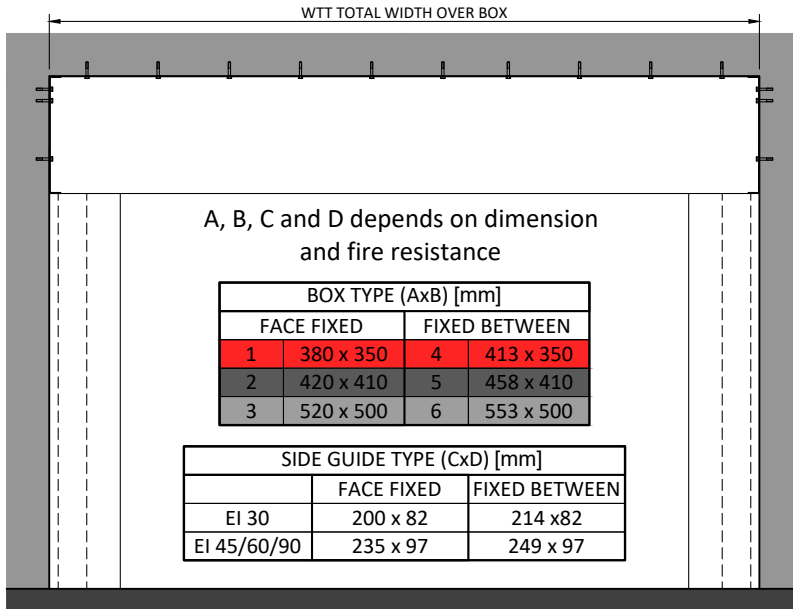 WTT TOTAL WIDTH OVER BOX
A, B, C and D depends on dimension
and fire resistance
BOX TYPE (AxB) [mm]
FACE FIXED FIXED BETWEEN
1 380 x 350 4 413 x 350
2 420 x 410 5 458 x 410
3 520 x 500 6 553 x 500
SIDE GUIDE TYPE (CxD) [mm]
FACE FIXED FIXED BETWEEN
EI 30 200 x 82 214 x82
EI 45/60/90 235 x 97 249 x 97